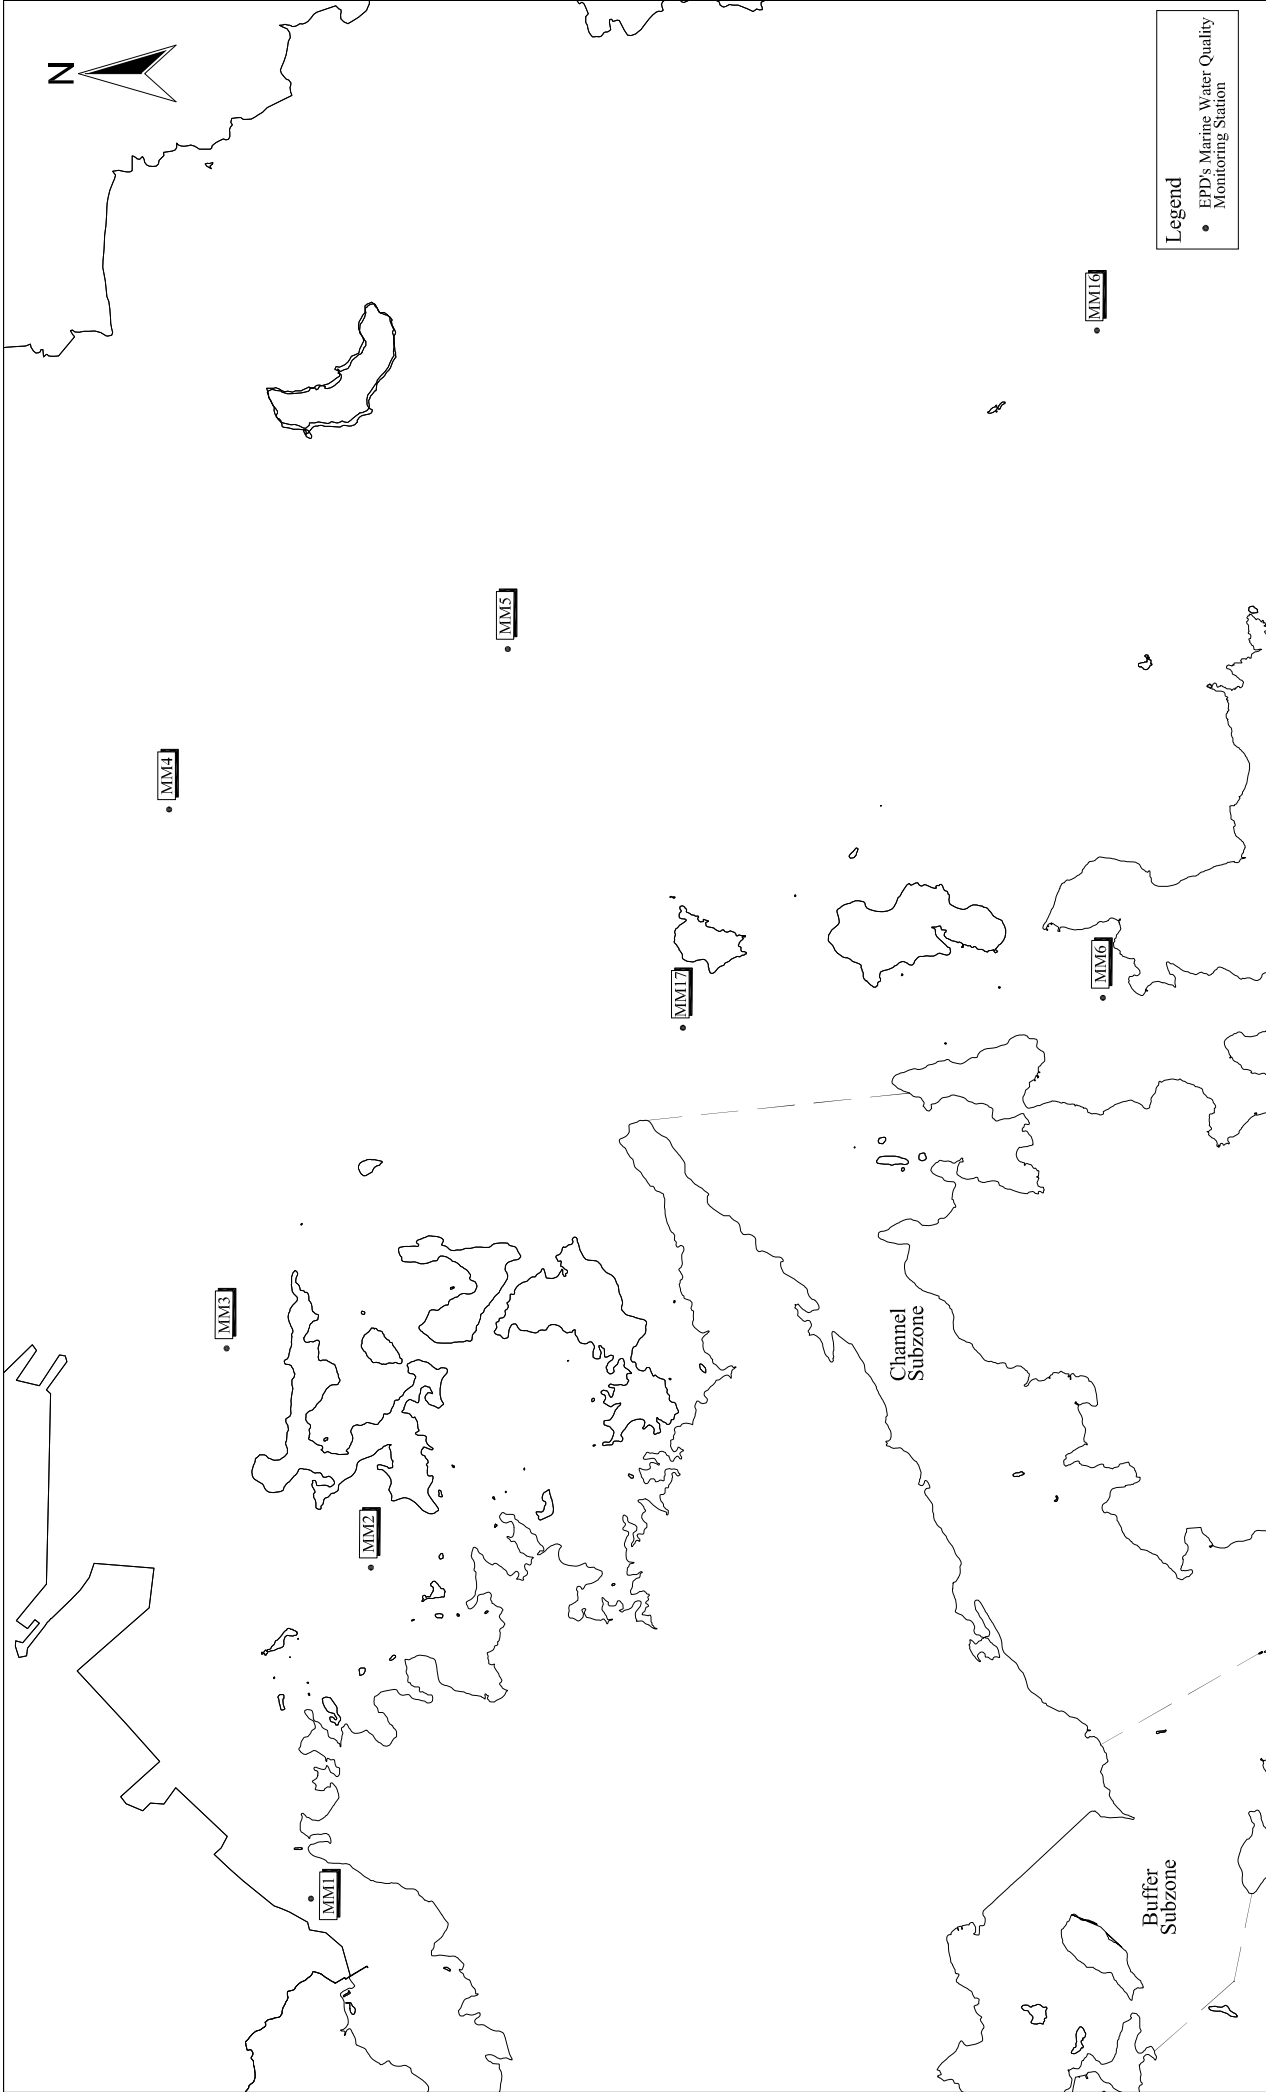 N
MM4
MM3
MM5
MM2
MM1
MM17
MM16
MM6
Channel
Subzone
Buffer
Subzone
Legend
EPD's Marine Water Quality
Monitoring Station